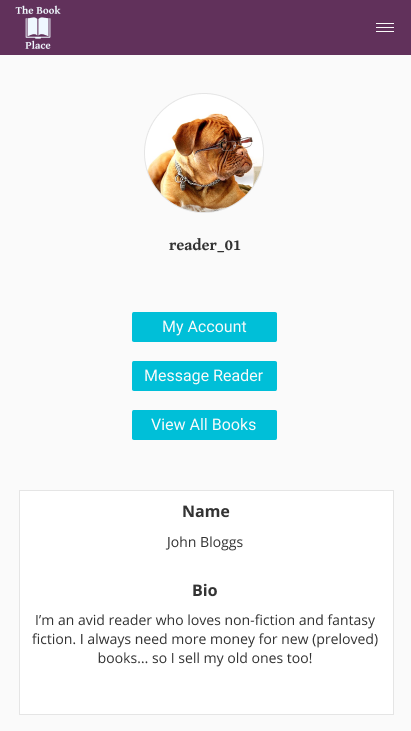 The Book
Place
reader_01
My Account
Message Reader
View All Books
Name
John Bloggs
Bio
I'm an avid reader who loves non-fiction and fantasy
fiction. I always need more money for new (preloved)
books... so I sell my old ones too!